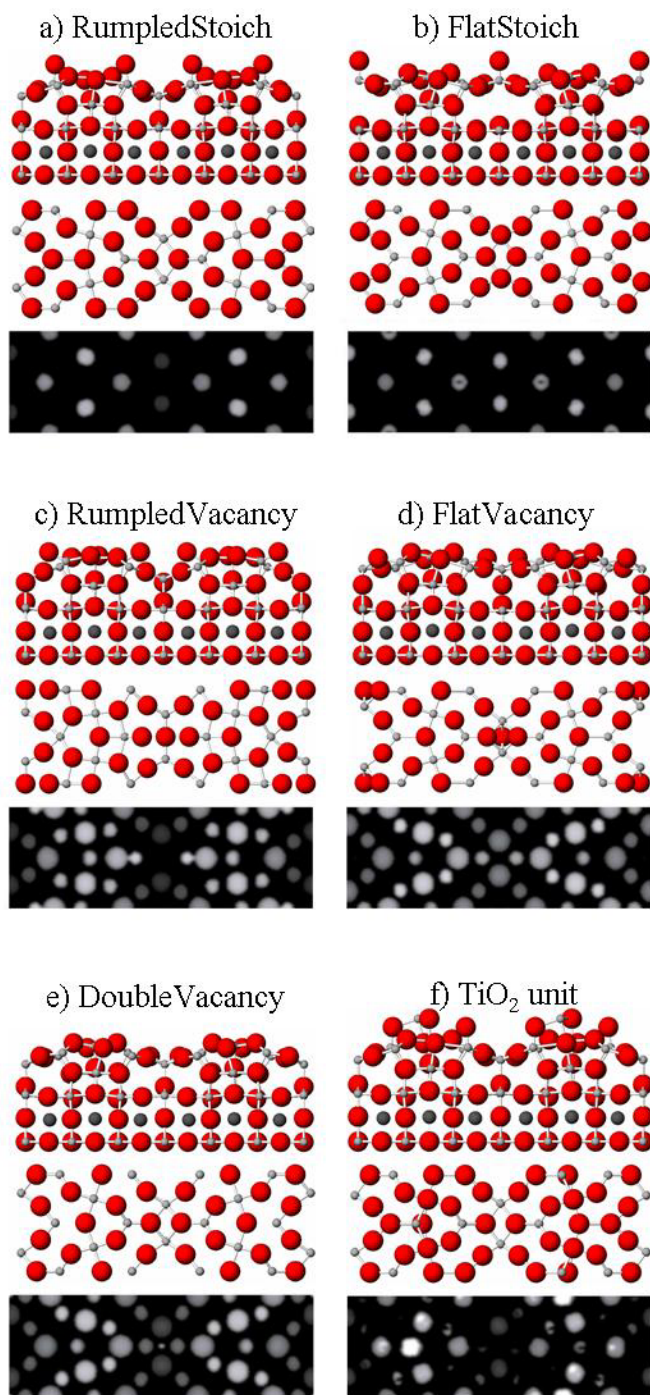 a) RumpledStoich
b) FlatStoich
c) RumpledVacancy
d) FlatVacancy
e) DoubleVacancy
f) TiO₂ unit